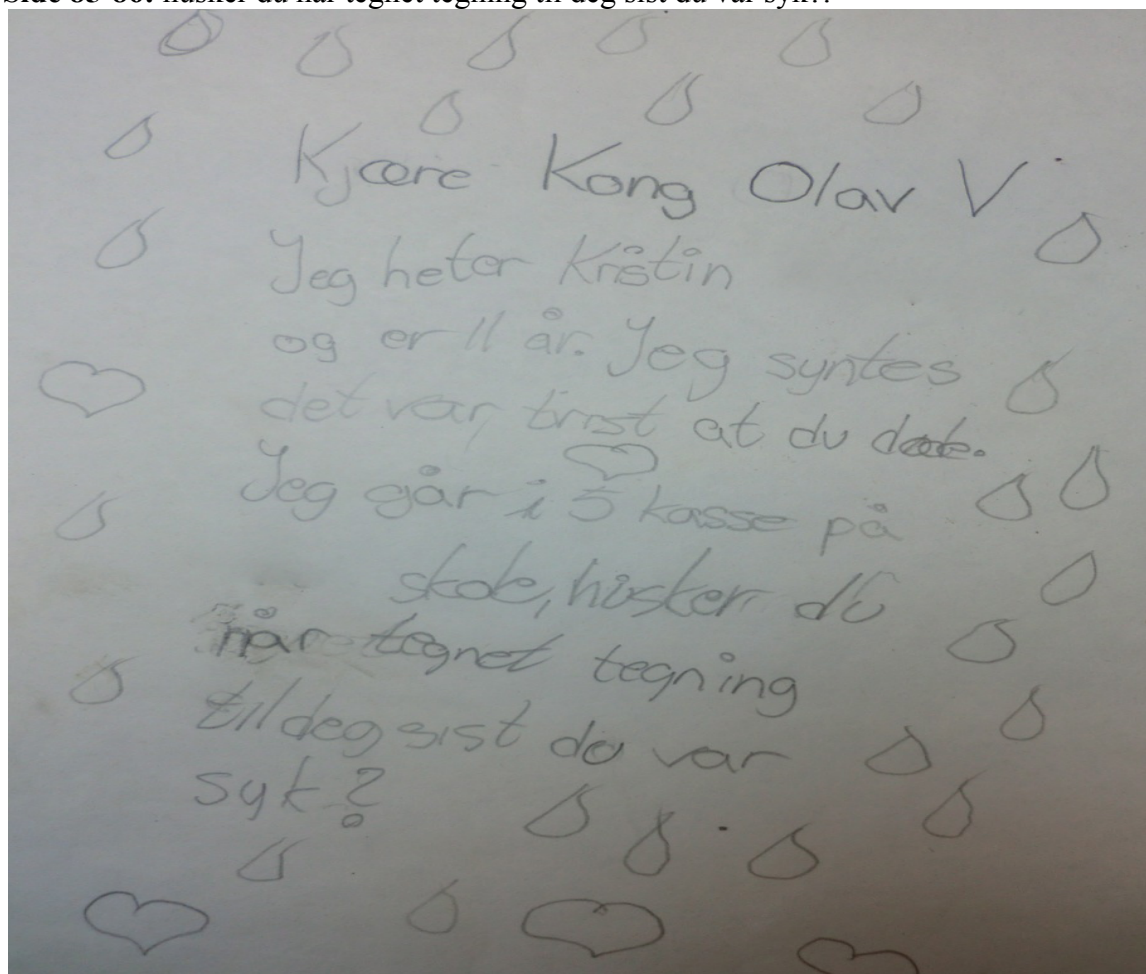 Kjære Kong Olav V
Jeg heter Kristin
og er 11 år. Jeg syntes
det var trist at du døde.
Jeg går i 5 kasse på
skole, husker du
når tegnet tegning
til deg sist du var
syk?